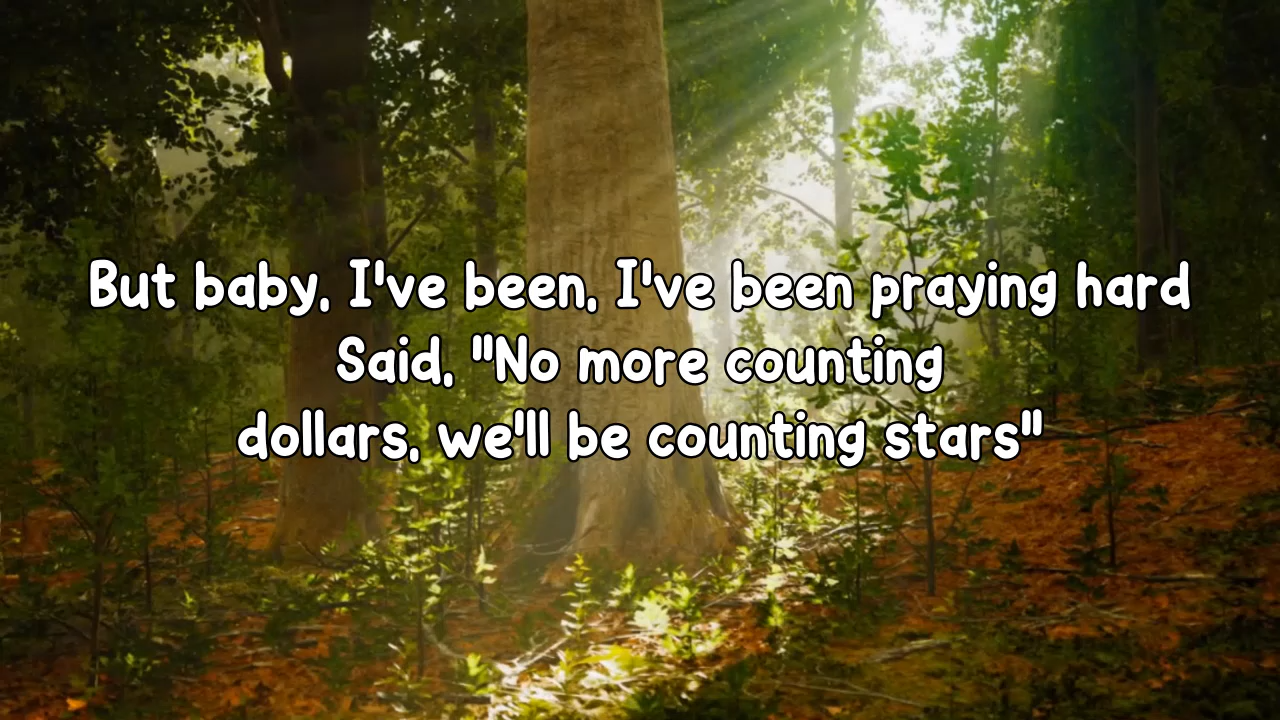 But baby, I've been, I've been praying hard
Said, "No more counting
dollars, we'll be counting stars"